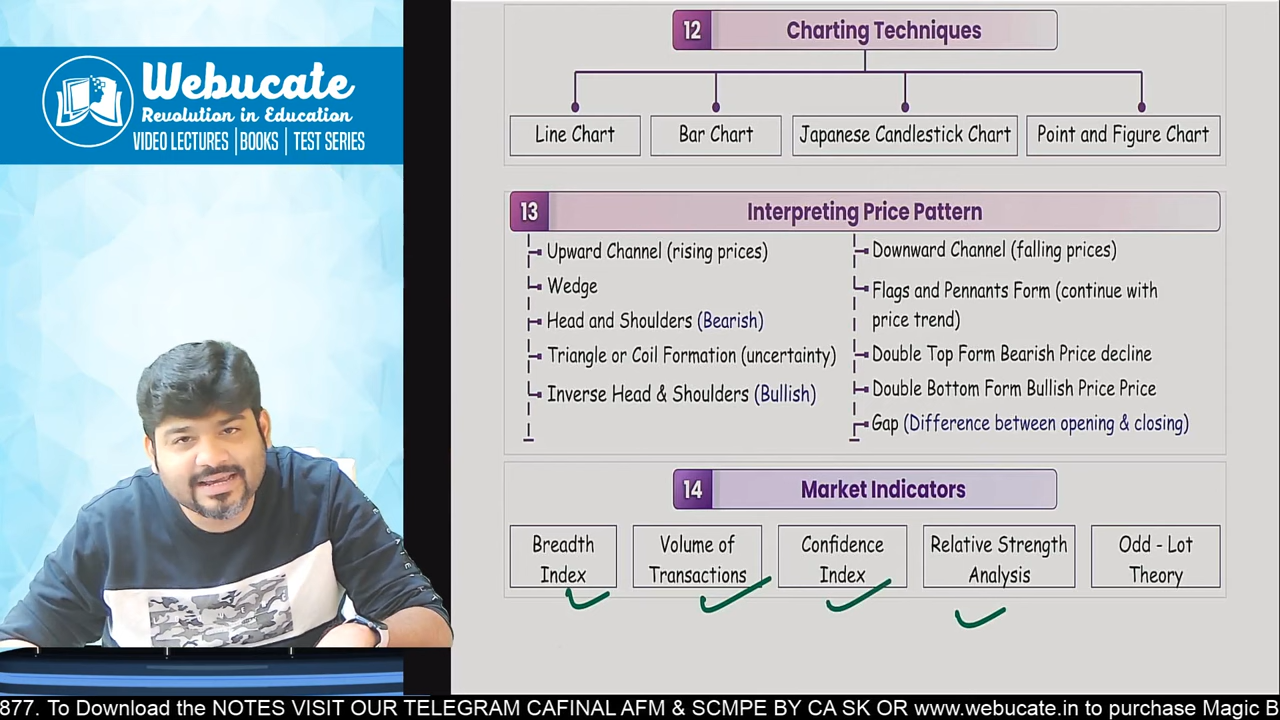 Webucate
Revolution in Education
VIDEO LECTURES | BOOKS | TEST SERIES
12 Charting Techniques
Line Chart
Bar Chart
Japanese Candlestick Chart
Point and Figure Chart
13 Interpreting Price Pattern
Upward Channel (rising prices)
Wedge
Head and Shoulders (Bearish)
Triangle or Coil Formation (uncertainty)
Inverse Head & Shoulders (Bullish)
Downward Channel (falling prices)
Flags and Pennants Form (continue with
price trend)
Double Top Form Bearish Price decline
Double Bottom Form Bullish Price Price
Gap (Difference between opening & closing)
14 Market Indicators
Breadth
Index
Volume of
Transactions
Confidence
Index
Relative Strength
Analysis
Odd - Lot
Theory
877. To Download the NOTES VISIT OUR TELEGRAM CAFINAL AFM & SCMPE BY CA SK OR www.webucate.in to purchase Magic B